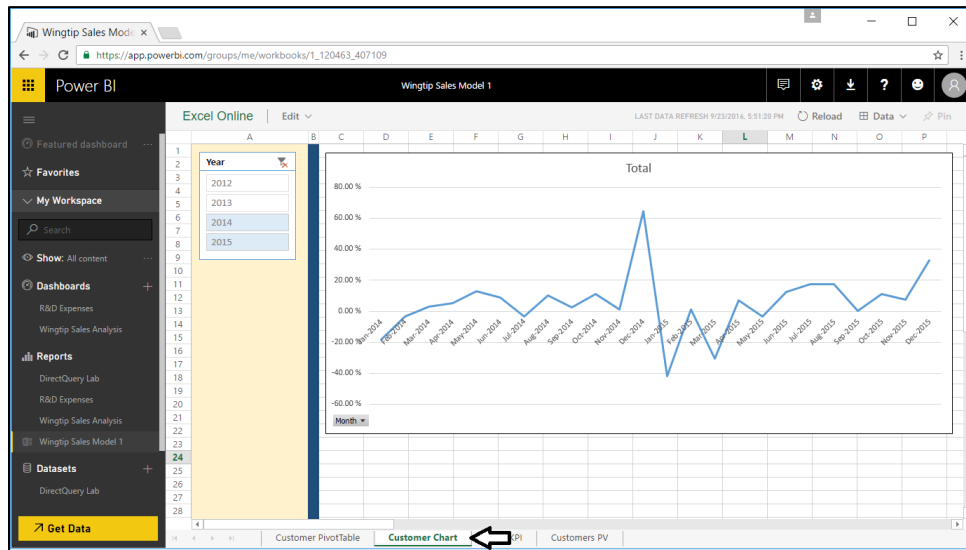 Wingtip Sales Mode
https://app.powerbi.com/groups/me/workbooks/1_120463_407109
Power BI
Wingtip Sales Model 1
?
Excel Online
Edit
LAST DATA REFRESH 9/23/2016, 5:51:20 PM
Reload
Data
Pin
Featured dashboard
Favorites
My Workspace
Search
Show: All content
Dashboards
R&D Expenses
Wingtip Sales Analysis
Reports
DirectQuery Lab
R&D Expenses
Wingtip Sales Analysis
Wingtip Sales Model 1
Datasets
DirectQuery Lab
Get Data
A B C D E F G H I J K L M N O P
1
2
3
4
5
6
7
8
9
10
11
12
13
14
15
16
17
18
19
20
21
22
23
24
25
26
27
28
Year
2012
2013
2014
2015
Total
80.00 %
60.00 %
40.00 %
20.00 %
0.00 %
-20.00 %
-40.00 %
-60.00 %
Jan-2014 Feb-2014 Mar-2014 Apr-2014 May-2014 Jun-2014 Jul-2014 Aug-2014 Sep-2014 Oct-2014 Nov-2014 Dec-2014 Jan-2015 Feb-2015 Mar-2015 Apr-2015 May-2015 Jun-2015 Jul-2015 Aug-2015 Sep-2015 Oct-2015 Nov-2015 Dec-2015
Month
Customer PivotTable
Customer Chart
KPI
Customers PV